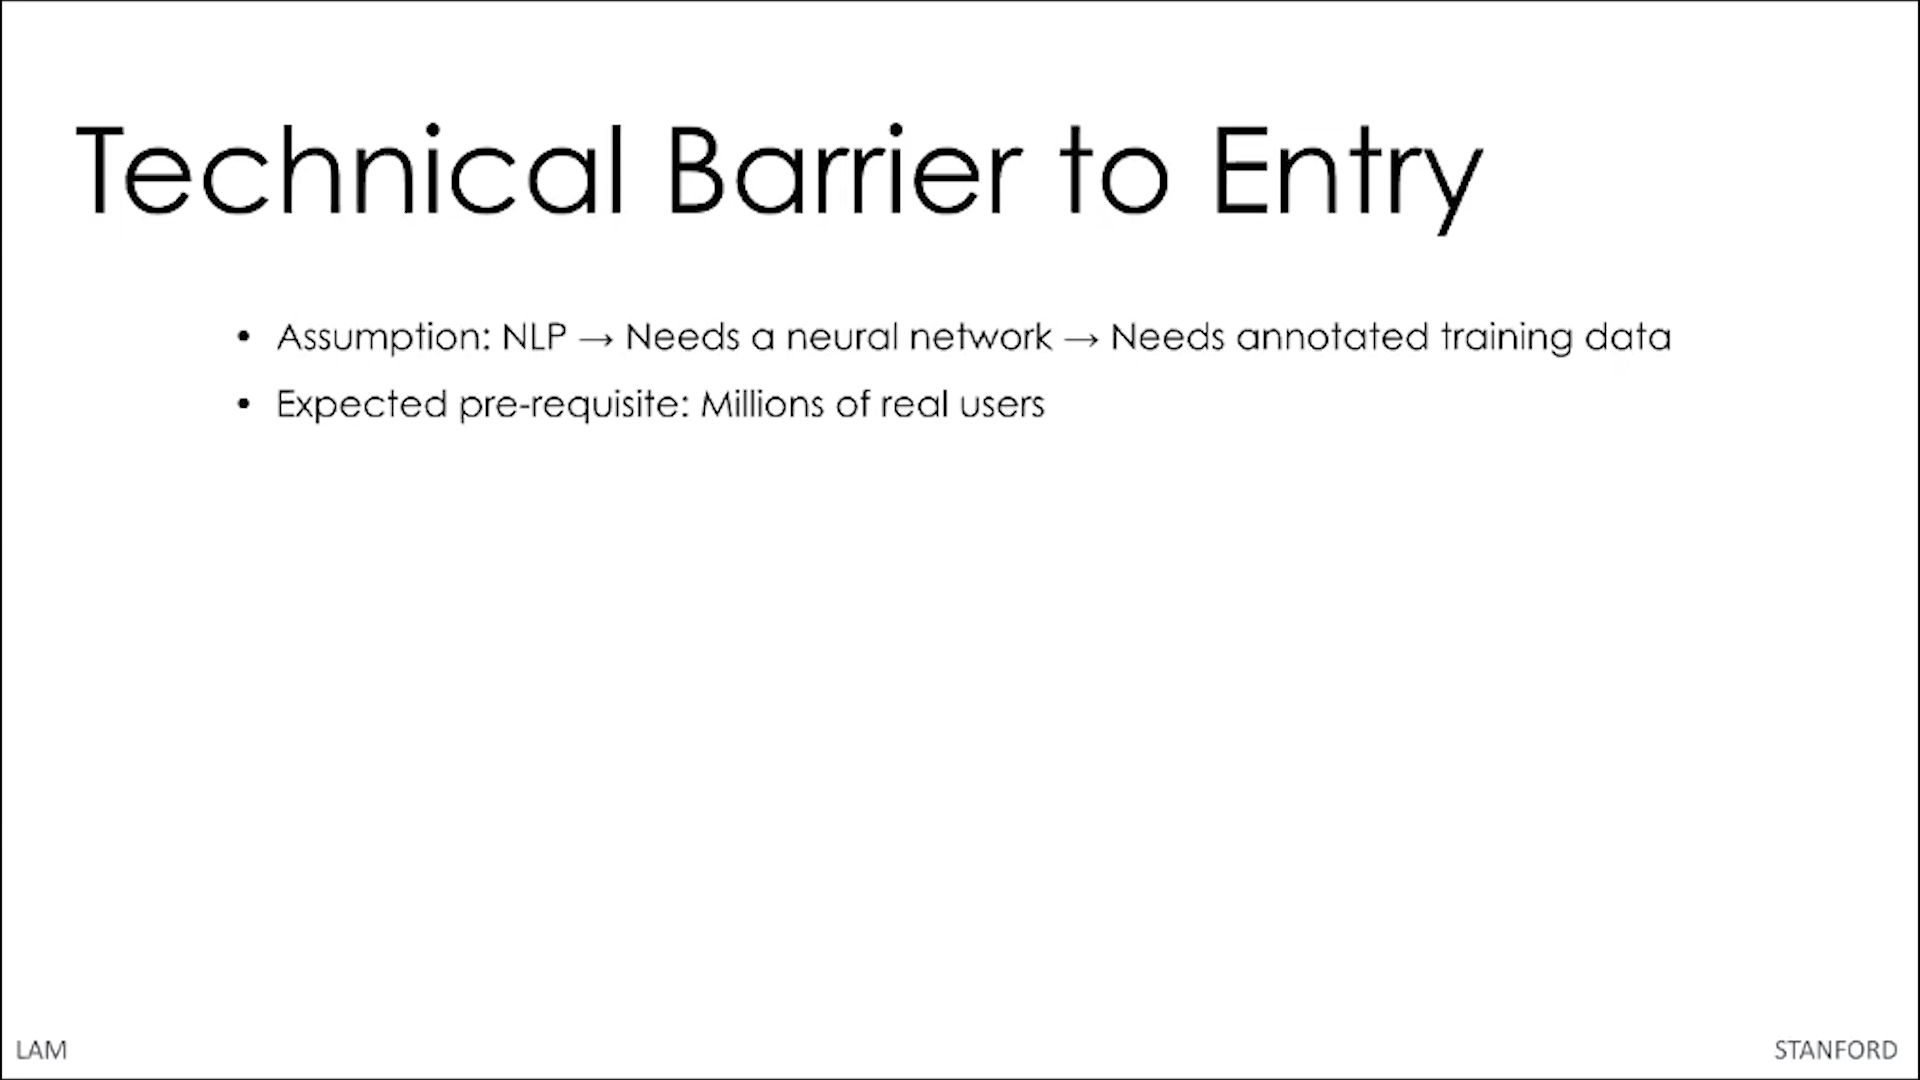 Technical Barrier to Entry
• Assumption: NLP → Needs a neural network → Needs annotated training data
• Expected pre-requisite: Millions of real users
LAM
STANFORD